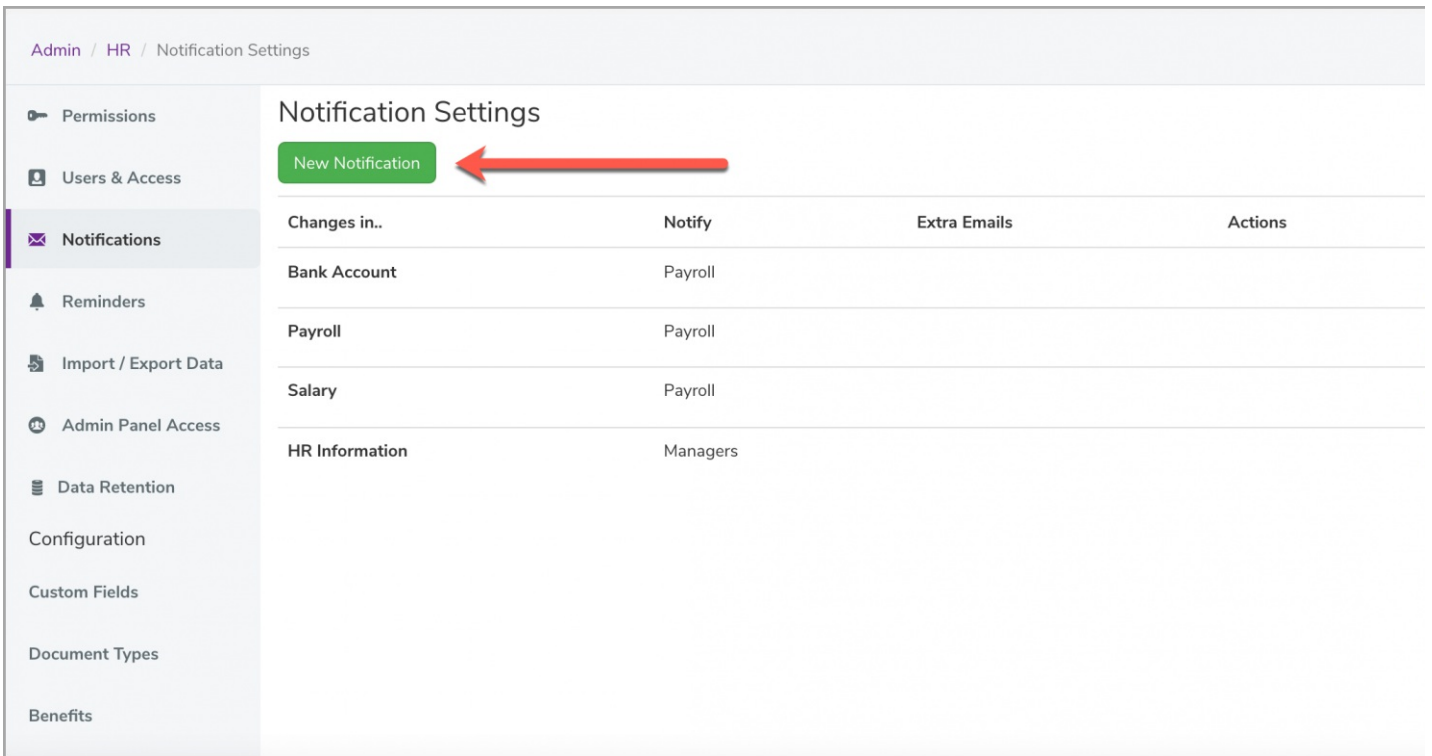 Admin / HR / Notification Settings
Permissions
Users & Access
Notifications
Reminders
Import / Export Data
Admin Panel Access
Data Retention
Configuration
Custom Fields
Document Types
Benefits
Notification Settings
New Notification
Changes in.. Notify Extra Emails Actions
Bank Account Payroll
Payroll Payroll
Salary Payroll
HR Information Managers